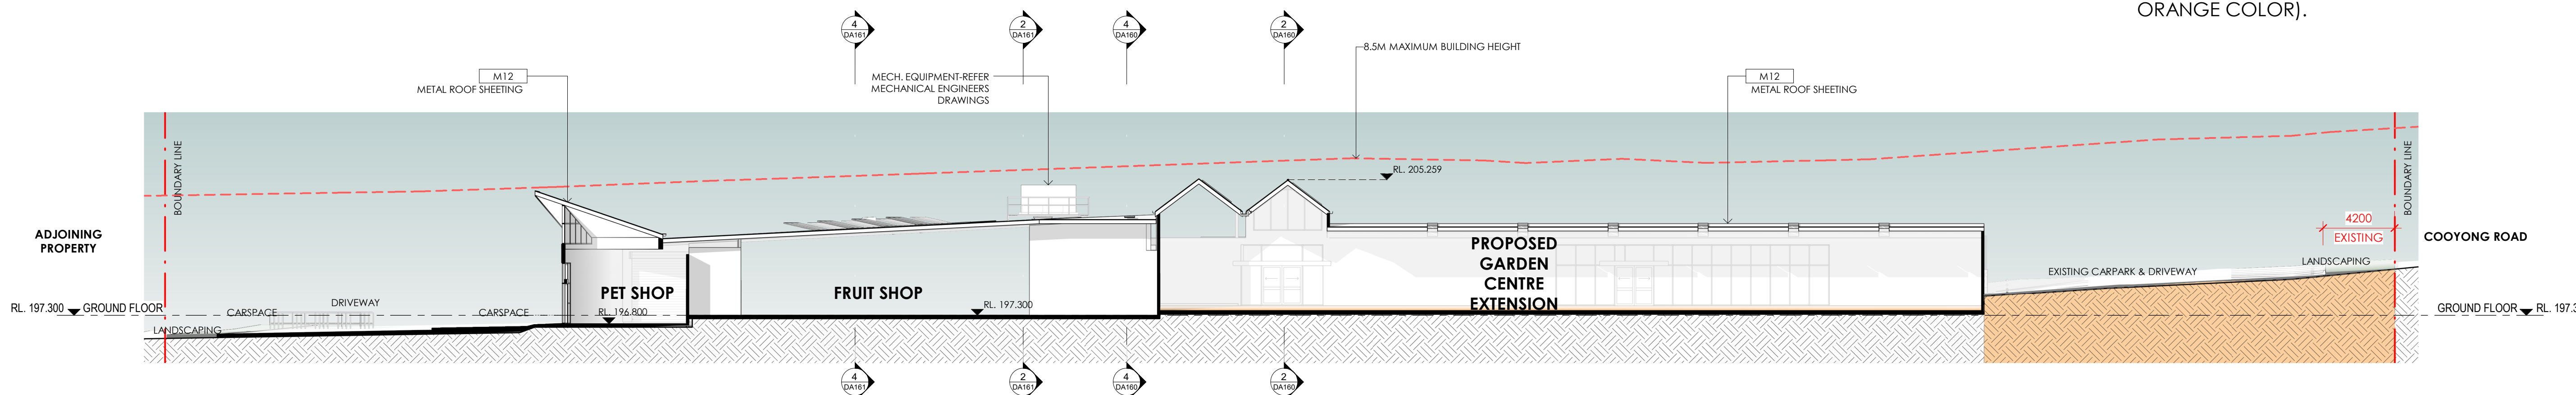 ORANGE COLOR).
4
DA161
2
DA161
4
DA160
2
DA160
8.5M MAXIMUM BUILDING HEIGHT
M12
METAL ROOF SHEETING
MECH. EQUIPMENT-REFER
MECHANICAL ENGINEERS
DRAWINGS
M12
METAL ROOF SHEETING
BOUNDARY LINE
BOUNDARY LINE
RL. 205.259
ADJOINING
PROPERTY
4200
EXISTING
COOYONG ROAD
PROPOSED
GARDEN
CENTRE
EXTENSION
LANDSCAPING
EXISTING CARPARK & DRIVEWAY
PET SHOP
FRUIT SHOP
RL. 197.300
RL. 197.300 GROUND FLOOR
DRIVEWAY
CARSPACE
CARSPACE
RL. 196.800
LANDSCAPING
GROUND FLOOR RL. 197.3
4
DA161
2
DA161
4
DA160
2
DA160